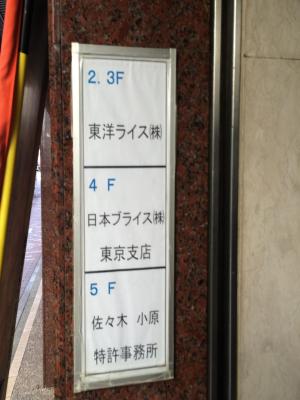 2.3F
東洋ライス㈱
4 F
日本ブライス㈱
東京支店
5 F
佐々木 小原
特許事務所